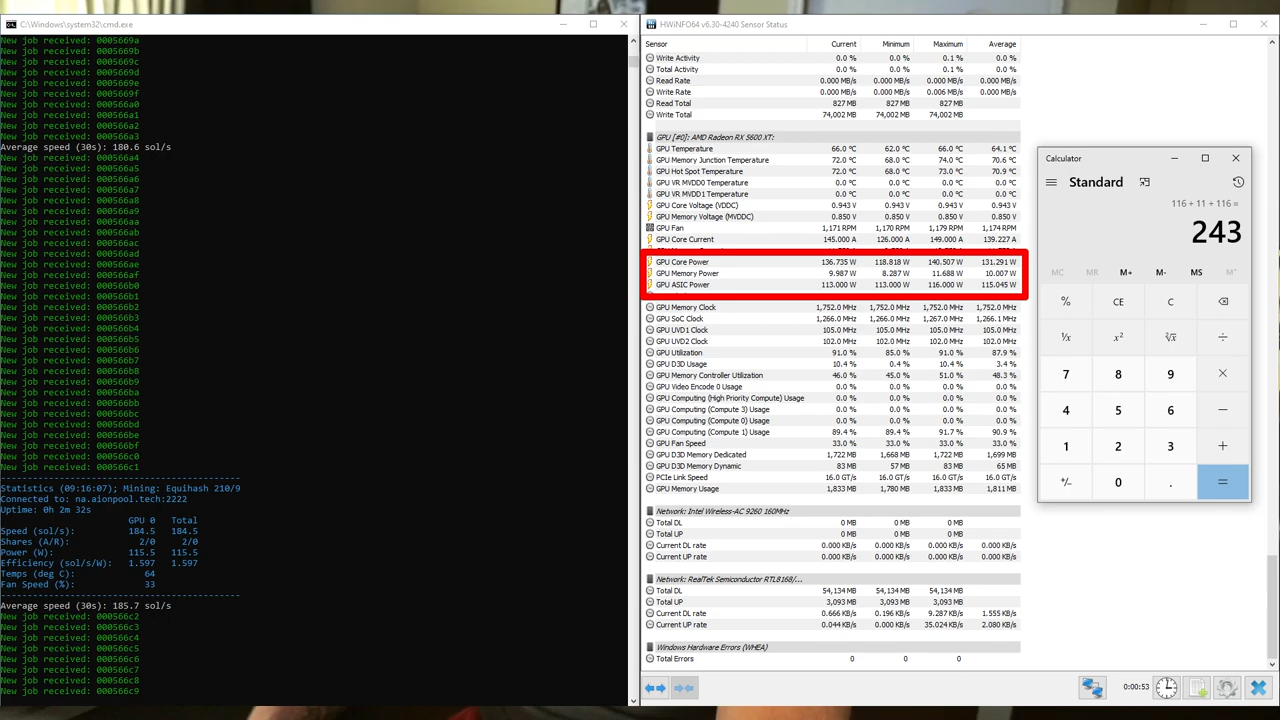 C:\Windows\system32\cmd.exe
New job received: 0005669a
New job received: 0005669b
New job received: 0005669c
New job received: 0005669d
New job received: 0005669e
New job received: 0005669f
New job received: 000566a0
New job received: 000566a1
New job received: 000566a2
New job received: 000566a3
Average speed (30s): 180.6 sol/s
New job received: 000566a4
New job received: 000566a5
New job received: 000566a6
New job received: 000566a7
New job received: 000566a8
New job received: 000566a9
New job received: 000566aa
New job received: 000566ab
New job received: 000566ac
New job received: 000566ad
New job received: 000566ae
New job received: 000566af
New job received: 000566b0
New job received: 000566b1
New job received: 000566b2
New job received: 000566b3
New job received: 000566b4
New job received: 000566b5
New job received: 000566b6
New job received: 000566b7
New job received: 000566b8
New job received: 000566b9
New job received: 000566ba
New job received: 000566bb
New job received: 000566bc
New job received: 000566bd
New job received: 000566be
New job received: 000566bf
New job received: 000566c0
New job received: 000566c1
Statistics (09:16:07); Mining: Equihash 210/9
Connected to: na.aionpool.tech:2222
Uptime: 0h 2m 32s
GPU 0 Total
Speed (sol/s): 184.5 184.5
Shares (A/R): 2/0 2/0
Power (W): 115.5 115.5
Efficiency (sol/s/W): 1.597 1.597
Temps (deg C): 64
Fan Speed (%): 33
Average speed (30s): 185.7 sol/s
New job received: 000566c2
New job received: 000566c3
New job received: 000566c4
New job received: 000566c5
New job received: 000566c6
New job received: 000566c7
New job received: 000566c8
New job received: 000566c9
HWiNFO64 v6.30-4240 Sensor Status
Sensor Current Minimum Maximum Average
Write Activity 0.0 % 0.0 % 0.1 % 0.0 %
Total Activity 0.0 % 0.0 % 0.1 % 0.0 %
Read Rate 0.000 MB/s 0.000 MB/s 0.000 MB/s 0.000 MB/s
Write Rate 0.000 MB/s 0.000 MB/s 0.006 MB/s 0.000 MB/s
Read Total 827 MB 827 MB 827 MB
Write Total 74,002 MB 74,002 MB 74,002 MB
GPU [#0]: AMD Radeon RX 5600 XT:
GPU Temperature 66.0 °C 62.0 °C 66.0 °C 64.1 °C
GPU Memory Junction Temperature 72.0 °C 68.0 °C 74.0 °C 70.6 °C
GPU Hot Spot Temperature 72.0 °C 68.0 °C 73.0 °C 70.9 °C
GPU VR MVDD0 Temperature
GPU VR MVDD1 Temperature
GPU Core Voltage (VDDC) 0.943 V 0.943 V 0.943 V 0.943 V
GPU Memory Voltage (MVDDC) 0.850 V 0.850 V 0.850 V 0.850 V
GPU Fan 1,171 RPM 1,170 RPM 1,179 RPM 1,174 RPM
GPU Core Current 145.000 A 126.000 A 149.000 A 139.227 A
GPU Core Power 136.735 W 118.818 W 140.507 W 131.291 W
GPU Memory Power 9.987 W 8.287 W 11.688 W 10.007 W
GPU ASIC Power 113.000 W 113.000 W 116.000 W 115.045 W
GPU Memory Clock 1,752.0 MHz 1,752.0 MHz 1,752.0 MHz 1,752.0 MHz
GPU SoC Clock 1,266.0 MHz 1,266.0 MHz 1,267.0 MHz 1,266.1 MHz
GPU UVD1 Clock 105.0 MHz 105.0 MHz 105.0 MHz 105.0 MHz
GPU UVD2 Clock 102.0 MHz 102.0 MHz 102.0 MHz 102.0 MHz
GPU Utilization 91.0 % 85.0 % 91.0 % 87.9 %
GPU D3D Usage 10.4 % 0.4 % 10.4 % 3.4 %
GPU Memory Controller Utilization 46.0 % 45.0 % 51.0 % 48.3 %
GPU Video Encode 0 Usage 0.0 % 0.0 % 0.0 % 0.0 %
GPU Computing (High Priority Compute) Usage 0.0 % 0.0 % 0.0 % 0.0 %
GPU Computing (Compute 3) Usage 0.0 % 0.0 % 0.0 % 0.0 %
GPU Computing (Compute 0) Usage 0.0 % 0.0 % 0.0 % 0.0 %
GPU Computing (Compute 1) Usage 89.4 % 89.4 % 91.7 % 90.9 %
GPU Fan Speed 33.0 % 33.0 % 33.0 % 33.0 %
GPU D3D Memory Dedicated 1,722 MB 1,668 MB 1,722 MB 1,699 MB
GPU D3D Memory Dynamic 83 MB 57 MB 83 MB 65 MB
PCIe Link Speed 16.0 GT/s 16.0 GT/s 16.0 GT/s 16.0 GT/s
GPU Memory Usage 1,833 MB 1,780 MB 1,833 MB 1,811 MB
Network: Intel Wireless-AC 9260 160MHz
Total DL 0 MB 0 MB 0 MB
Total UP 0 MB 0 MB 0 MB
Current DL rate 0.000 KB/s 0.000 KB/s 0.000 KB/s 0.000 KB/s
Current UP rate 0.000 KB/s 0.000 KB/s 0.000 KB/s 0.000 KB/s
Network: RealTek Semiconductor RTL8168/...
Total DL 54,134 MB 54,134 MB 54,134 MB
Total UP 3,093 MB 3,093 MB 3,093 MB
Current DL rate 0.666 KB/s 0.196 KB/s 9.287 KB/s 1.555 KB/s
Current UP rate 0.044 KB/s 0.000 KB/s 35.024 KB/s 2.080 KB/s
Windows Hardware Errors (WHEA)
Total Errors 0 0 0
0:00:53
Calculator
Standard
116 + 11 + 116 =
243
MC MR M+ M- MS M˅
% CE C
¹/x x² ²√x ÷
7 8 9 ×
4 5 6 −
1 2 3 +
+/- 0 . =